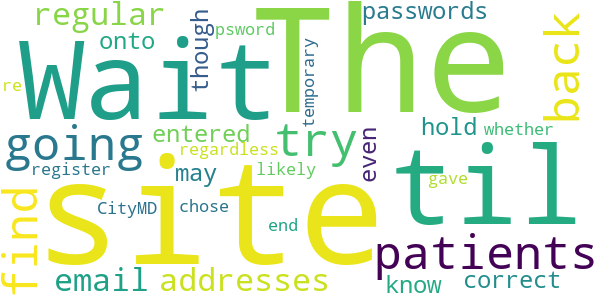 regular
The
passwords
onto
though
psword
back
Wait
re
temporary
going
entered
try
hold
whether
find
register
regardless
may
likely
even
til
gave
site
CityMD
chose
patients
end
email
addresses
know
correct